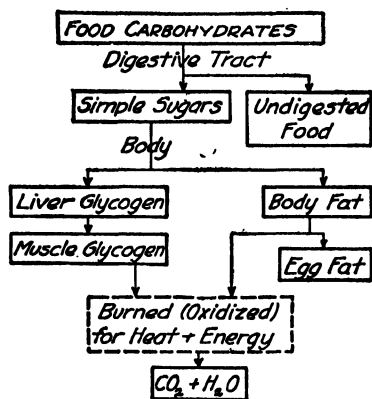 FOOD CARBOHYDRATES
Digestive Tract
Simple Sugars
Undigested
Food
Body
Liver Glycogen
Body Fat
Muscle Glycogen
Egg Fat
Burned (Oxidized)
for Heat + Energy
CO₂ + H₂O